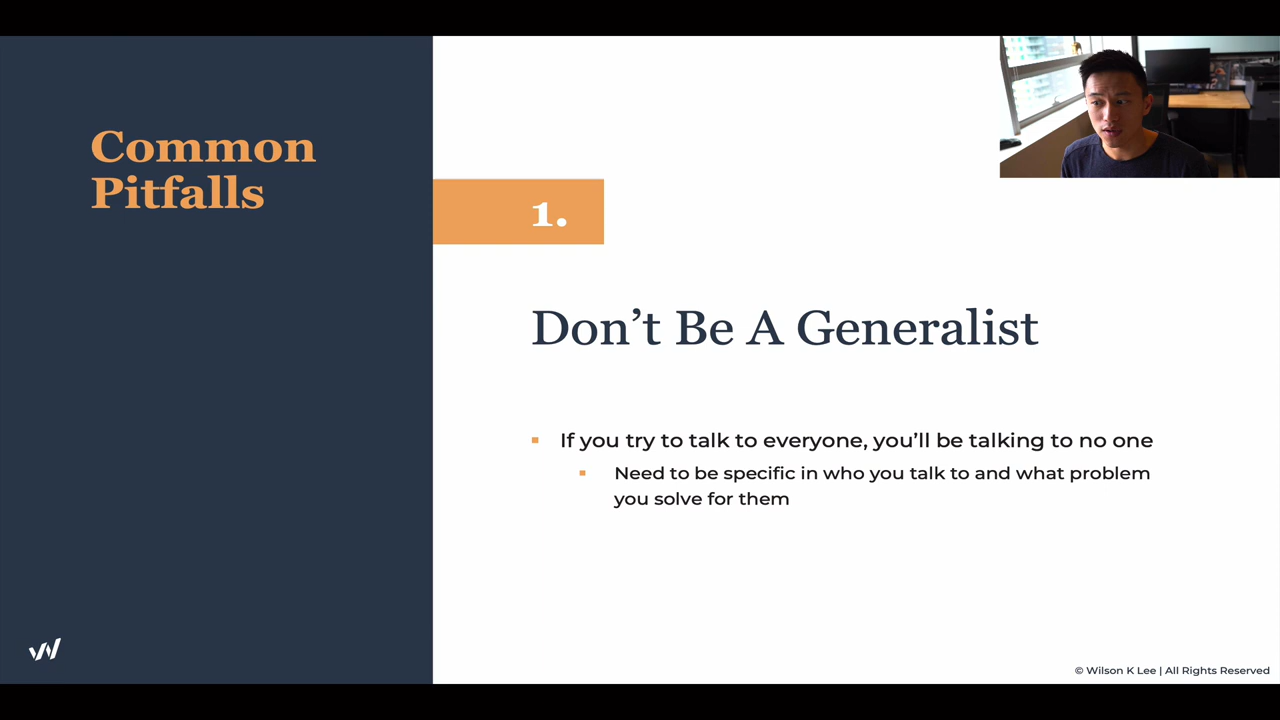 Common
Pitfalls
1.
Don’t Be A Generalist
If you try to talk to everyone, you’ll be talking to no one
Need to be specific in who you talk to and what problem
you solve for them
© Wilson K Lee | All Rights Reserved